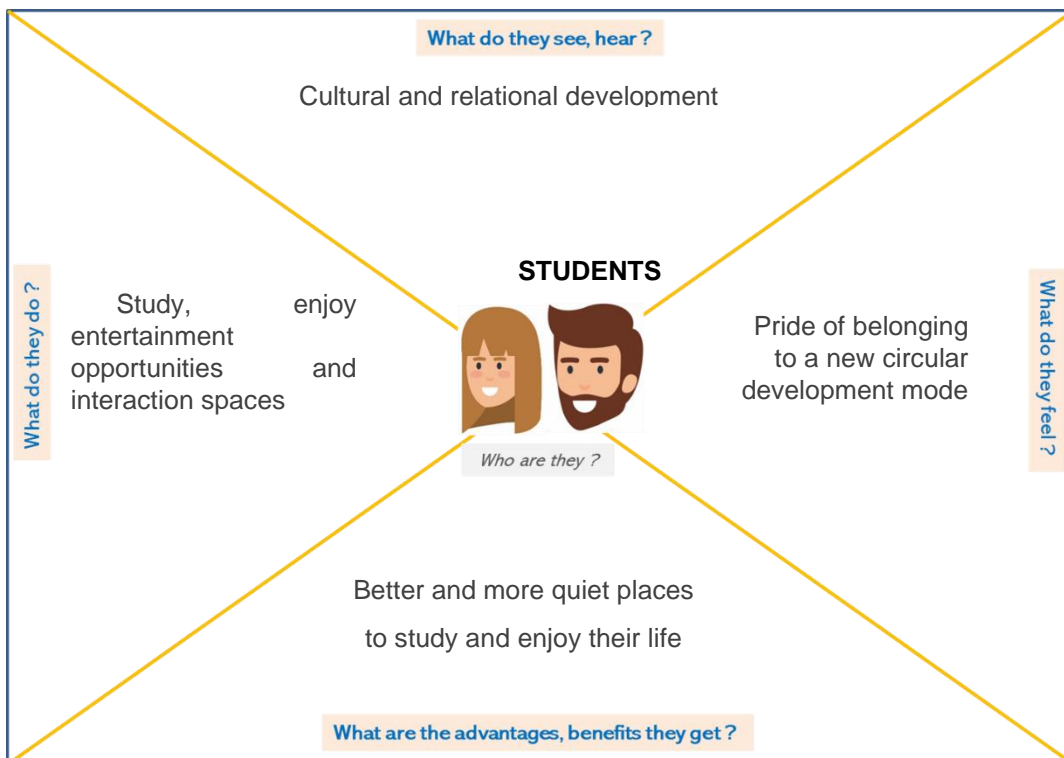 What do they see, hear ?
Cultural and relational development
STUDENTS
What do they do ?
Study, enjoy
entertainment
opportunities and
interaction spaces
Pride of belonging
to a new circular
development mode
What do they feel ?
Who are they ?
Better and more quiet places
to study and enjoy their life
What are the advantages, benefits they get ?